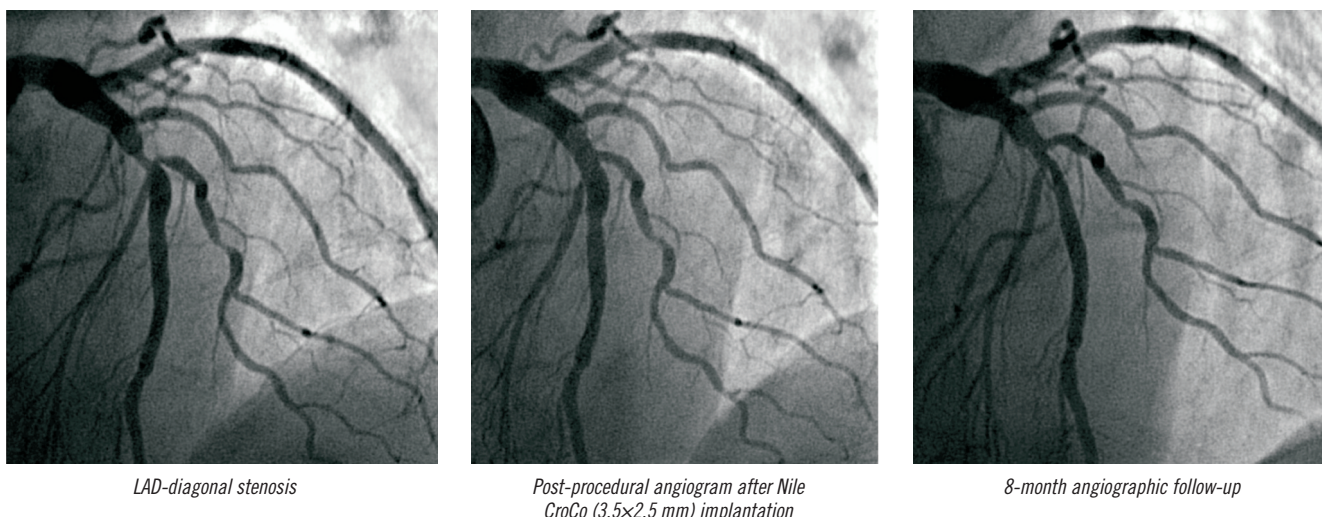 LAD-diagonal stenosis
Post-procedural angiogram after Nile
CroCo (3.5×2.5 mm) implantation
8-month angiographic follow-up